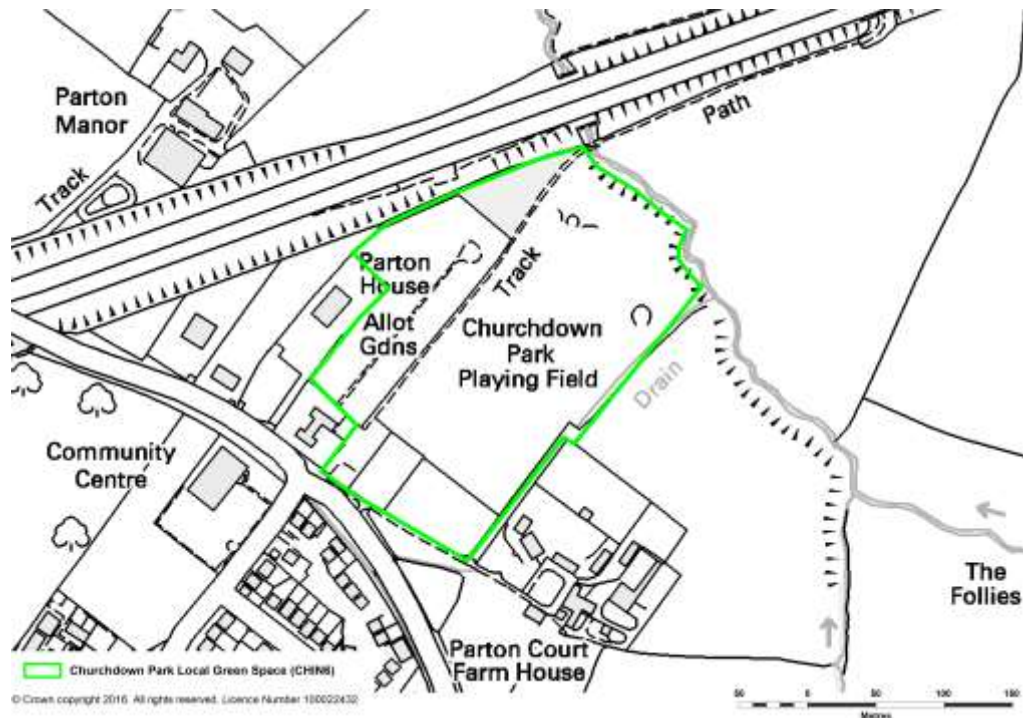 Parton
Manor
Track
Path
Parton
House
Track
Allot
Gdns
Churchdown
Park
Playing Field
Drain
Community
Centre
The
Follies
Parton Court
Farm House
Churchdown Park Local Green Space (CHIN6)
© Crown copyright 2016. All rights reserved. Licence Number 100022432
50 0 50 100 150
Metres